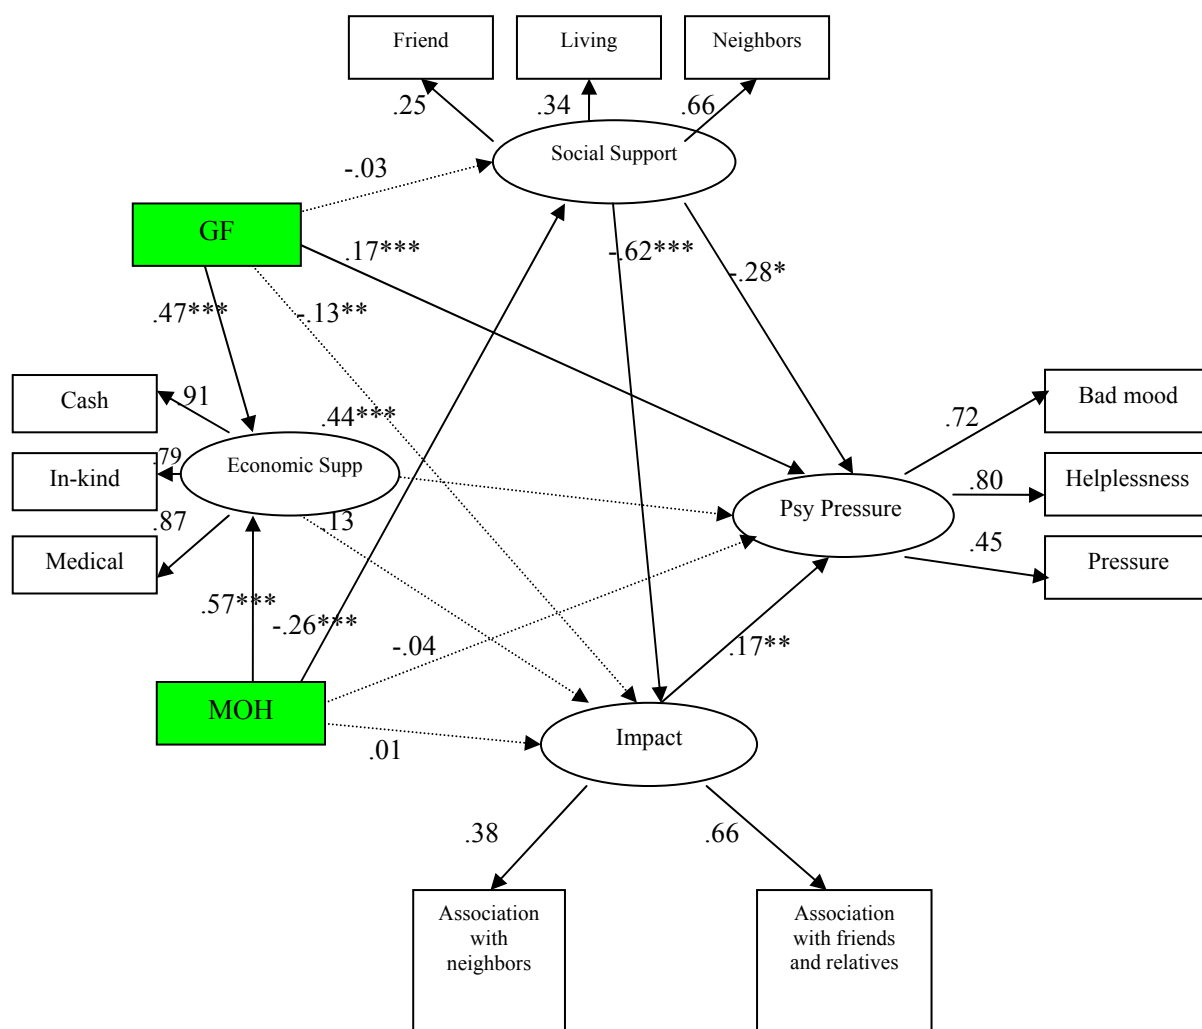 Friend
Living
Neighbors
.25
.34
.66
Social Support
-.03
GF
.17***
-.62***
-.28*
.47***
-.13**
Cash
.91
.44***
Bad mood
.72
In-kind
.79
Economic Supp
Psy Pressure
.80
Helplessness
Medical
.87
.13
.45
Pressure
.57***
-.26***
-.04
.17**
MOH
.01
Impact
.38
.66
Association
with
neighbors
Association
with friends
and relatives